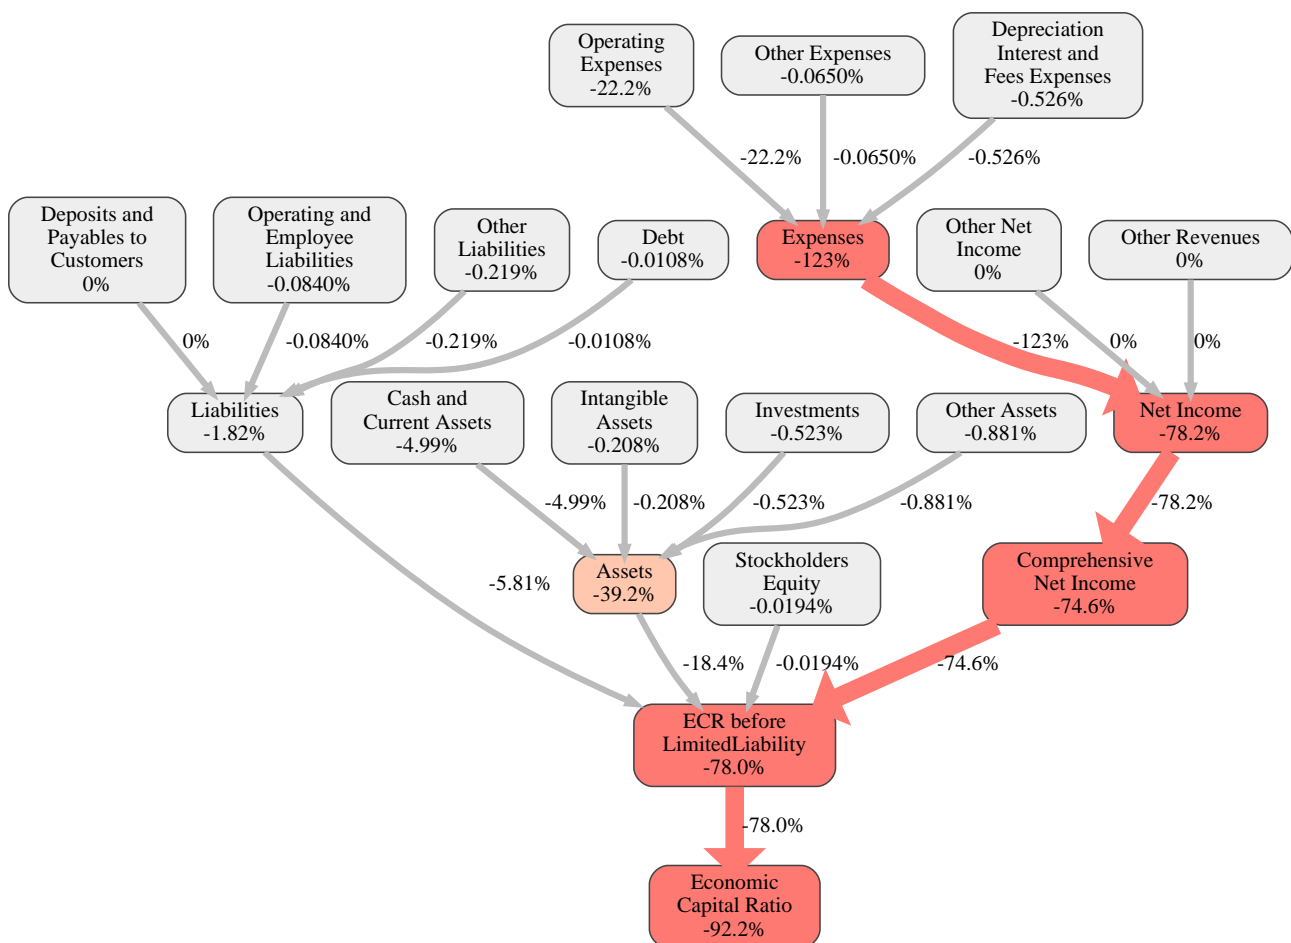 Operating
Expenses
-22.2%
Other Expenses
-0.0650%
Depreciation
Interest and
Fees Expenses
-0.526%
-22.2%
-0.0650%
-0.526%
Deposits and
Payables to
Customers
0%
Operating and
Employee
Liabilities
-0.0840%
Other
Liabilities
-0.219%
Debt
-0.0108%
Expenses
-123%
Other Net
Income
0%
Other Revenues
0%
0%
-0.0840%
-0.219%
-0.0108%
-123%
0%
0%
Liabilities
-1.82%
Cash and
Current Assets
-4.99%
Intangible
Assets
-0.208%
Investments
-0.523%
Other Assets
-0.881%
Net Income
-78.2%
-4.99%
-0.208%
-0.523%
-0.881%
-78.2%
-5.81%
Assets
-39.2%
Stockholders
Equity
-0.0194%
Comprehensive
Net Income
-74.6%
-18.4%
-0.0194%
-74.6%
ECR before
LimitedLiability
-78.0%
-78.0%
Economic
Capital Ratio
-92.2%